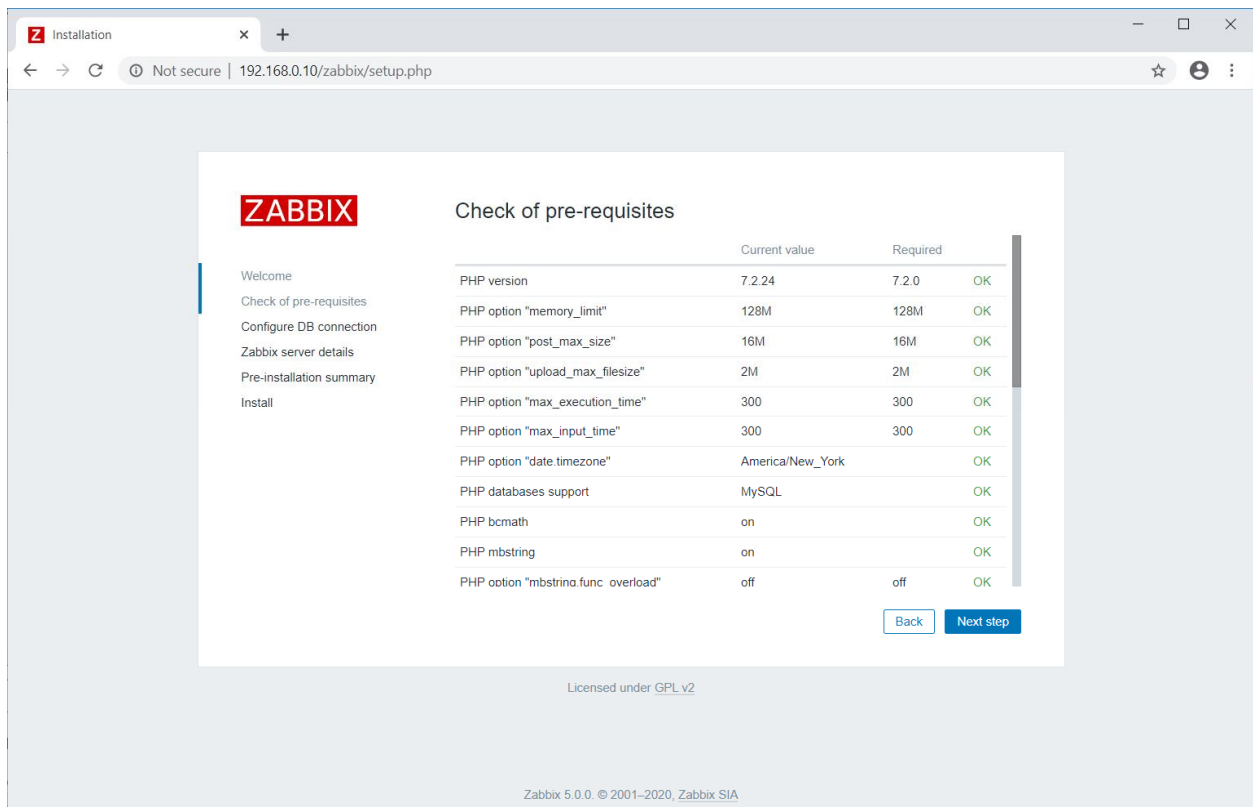 Z Installation
Not secure | 192.168.0.10/zabbix/setup.php
ZABBIX
Welcome
Check of pre-requisites
Configure DB connection
Zabbix server details
Pre-installation summary
Install
Check of pre-requisites
Current value Required
PHP version 7.2.24 7.2.0 OK
PHP option "memory_limit" 128M 128M OK
PHP option "post_max_size" 16M 16M OK
PHP option "upload_max_filesize" 2M 2M OK
PHP option "max_execution_time" 300 300 OK
PHP option "max_input_time" 300 300 OK
PHP option "date.timezone" America/New_York OK
PHP databases support MySQL OK
PHP bcmath on OK
PHP mbstring on OK
PHP option "mbstring.func_overload" off off OK
Back Next step
Licensed under GPL v2
Zabbix 5.0.0. © 2001–2020, Zabbix SIA